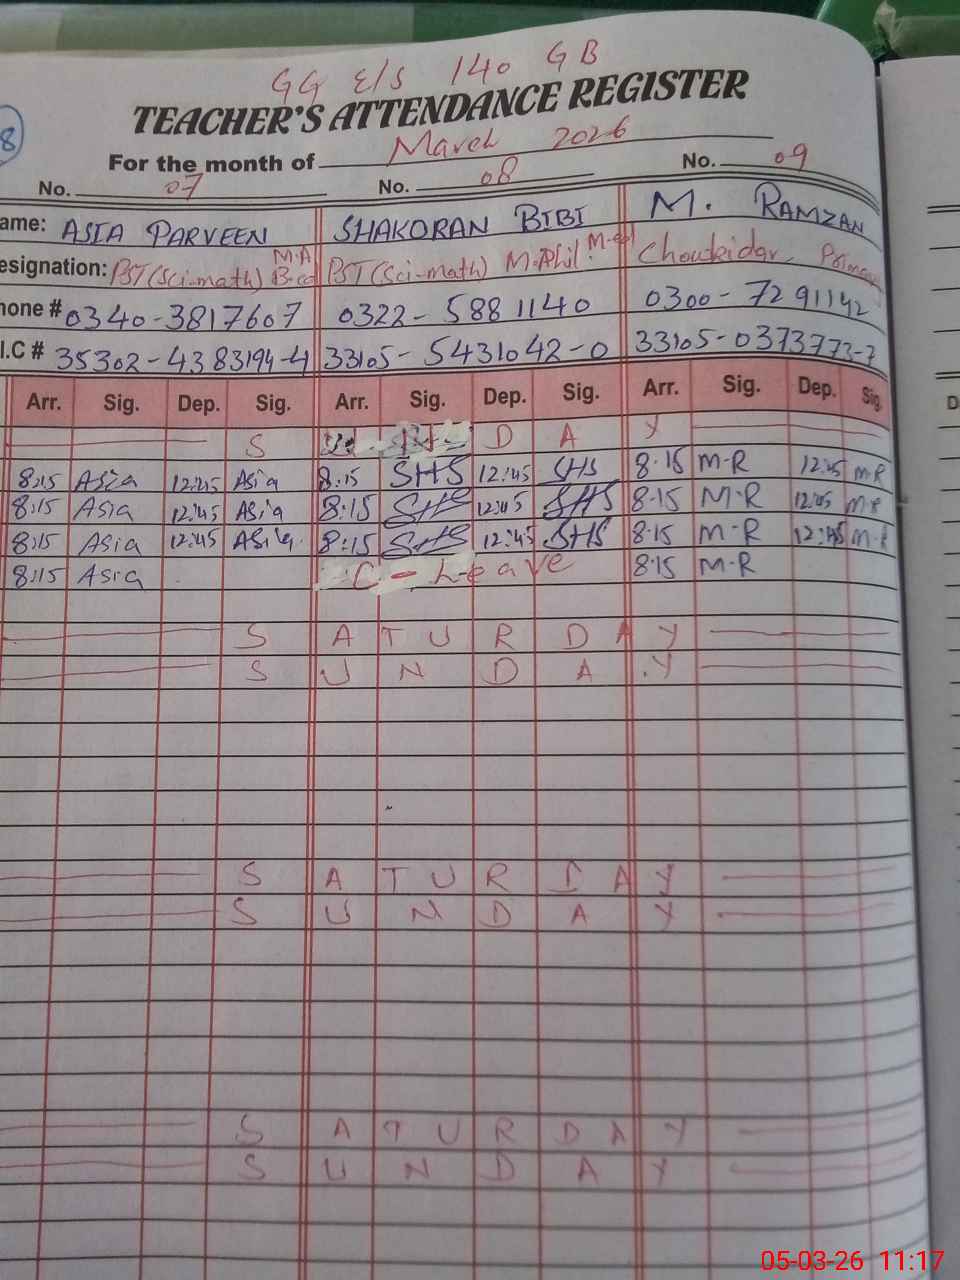 GG E/S 140 GB
TEACHER'S ATTENDANCE REGISTER
8
For the month of March 2026
No. 07 No. 08 No. 09
ame: ASIA PARVEEN SHAKORAN BIBI M. RAMZAN
esignation: PST (Sci-math) M.A B.ed PST (Sci-math) M.Phil. M.ed Chowkidar, Primary
hone # 0340-3817607 0322-5881140 0300-7291142
I.C # 35302-4383194-4 33105-5431042-0 33105-0373773-7
Arr. Sig. Dep. Sig. Arr. Sig. Dep. Sig. Arr. Sig. Dep. Sig.
S U N D A Y
8:15 Asia 12:45 Asia 8:15 SHS 12:45 SHS 8.15 M-R 12:45 M-R
8:15 Asia 12:45 Asia 8:15 SHS 12:45 SHS 8.15 M-R 12:45 M-R
8:15 Asia 12:45 Asia 8:15 SHS 12:45 SHS 8:15 M-R 12:45 M-R
8:15 Asia C-Leave 8:15 M-R
S A T U R D A Y
S U N D A Y
S A T U R D A Y
S U N D A Y
S A T U R D A Y
S U N D A Y
D
05-03-26 11:17